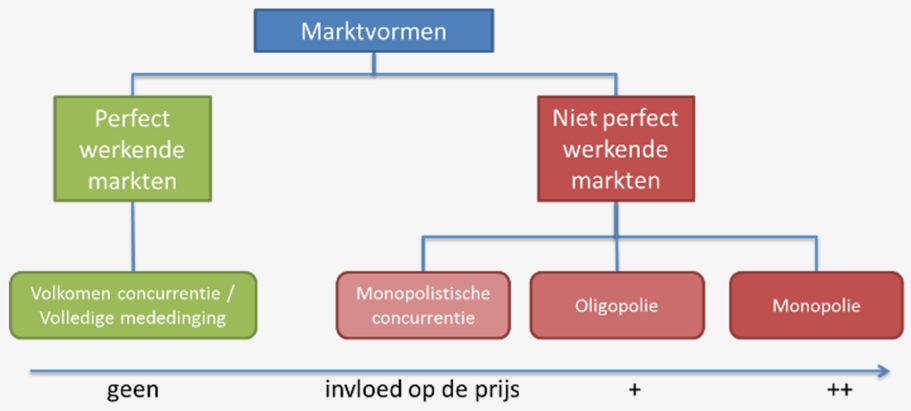 Marktvormen
Perfect
werkende
markten
Niet perfect
werkende
markten
Volkomen concurrentie /
Volledige mededinging
Monopolistische
concurrentie
Oligopolie
Monopolie
geen
invloed op de prijs
+
++